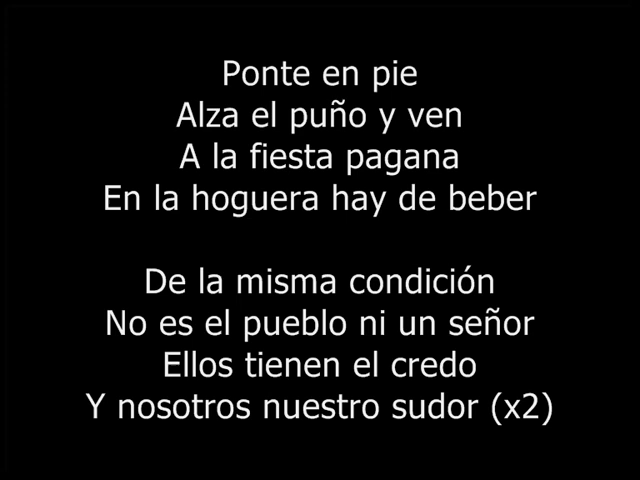 Ponte en pie
Alza el puño y ven
A la fiesta pagana
En la hoguera hay de beber
De la misma condición
No es el pueblo ni un señor
Ellos tienen el credo
Y nosotros nuestro sudor (x2)